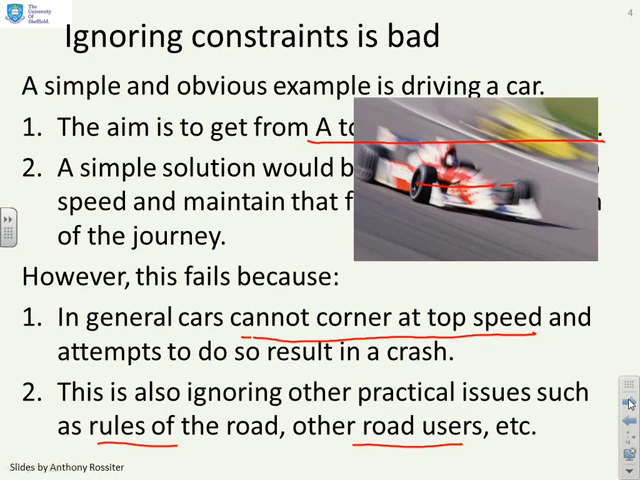 4
The
University
Of
Sheffield.
Ignoring constraints is bad
A simple and obvious example is driving a car.
1. The aim is to get from A to
2. A simple solution would b
speed and maintain that f
of the journey.
However, this fails because:
1. In general cars cannot corner at top speed and
attempts to do so result in a crash.
2. This is also ignoring other practical issues such
as rules of the road, other road users, etc.
Slides by Anthony Rossiter